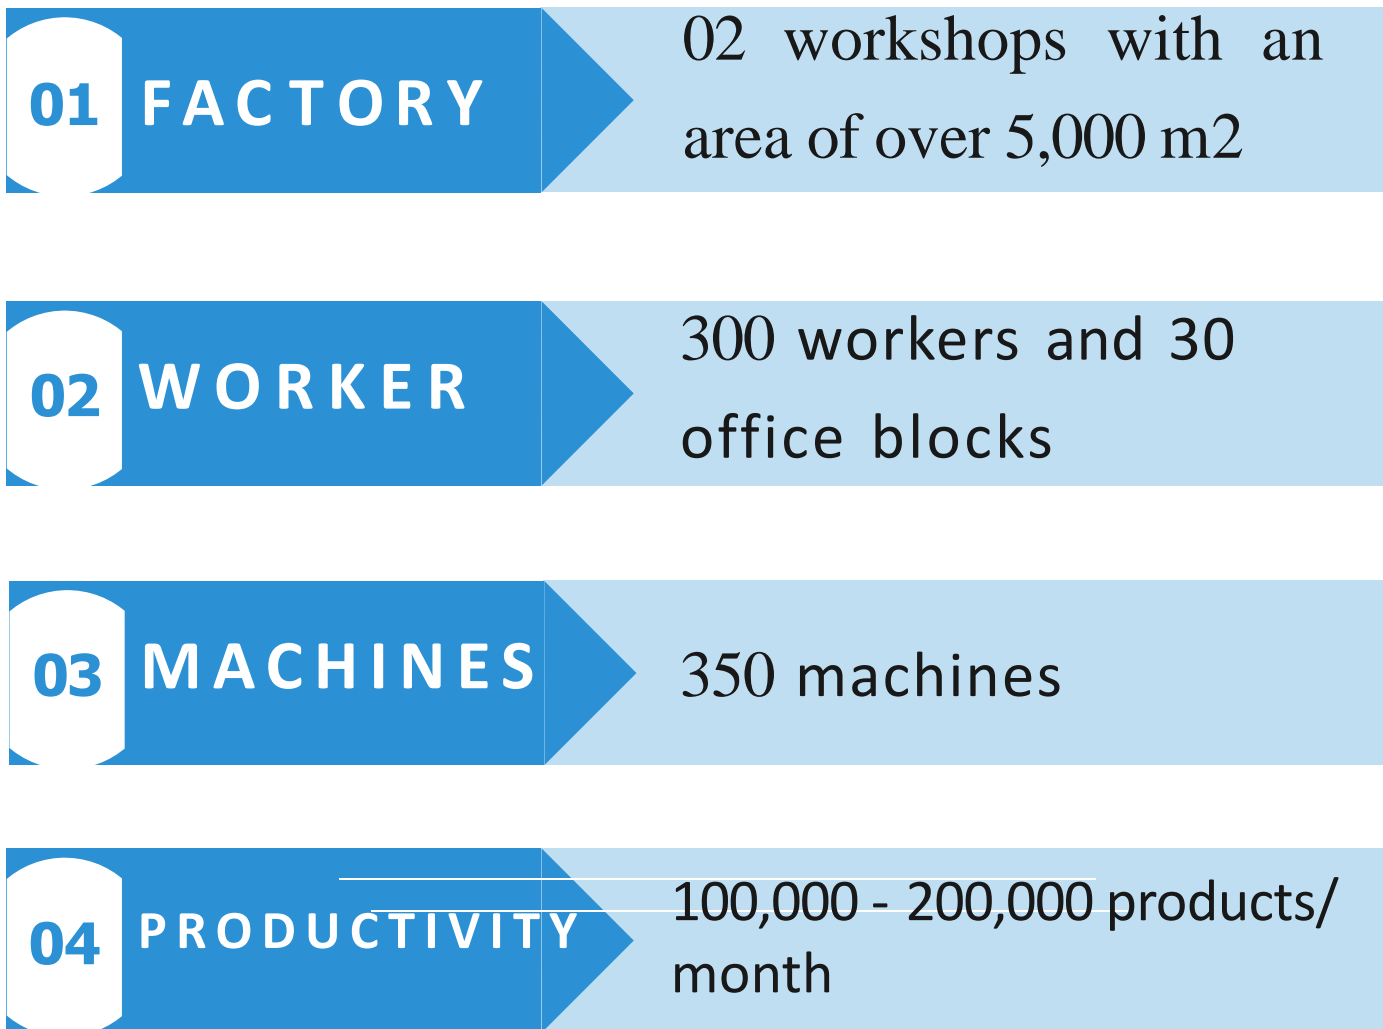 01 FACTORY
02 workshops with an
area of over 5,000 m2
02 WORKER
300 workers and 30
office blocks
03 MACHINES
350 machines
04 PRODUCTIVITY
100,000 - 200,000 products/
month